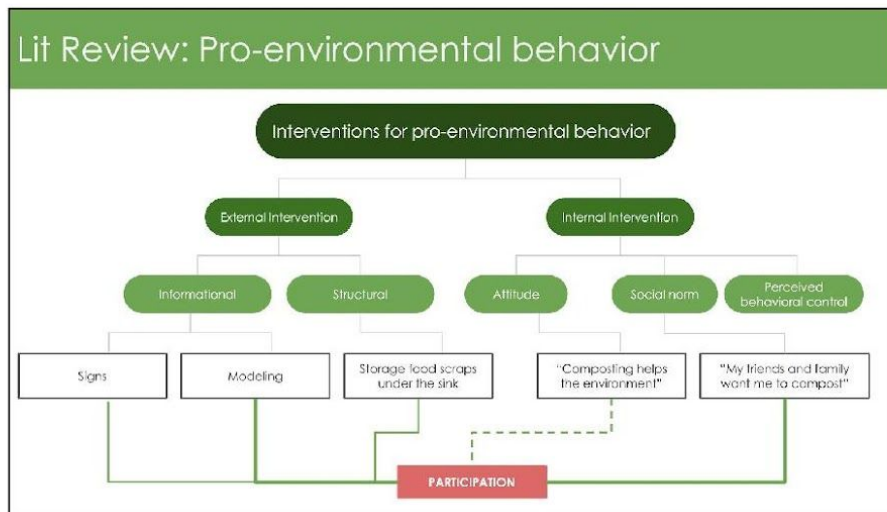 Lit Review: Pro-environmental behavior
Interventions for pro-environmental behavior
External Intervention
Internal Intervention
Informational
Structural
Attitude
Social norm
Perceived
behavioral control
Signs
Modeling
Storage food scraps
under the sink
"Composting helps
the environment"
"My friends and family
want me to compost"
PARTICIPATION